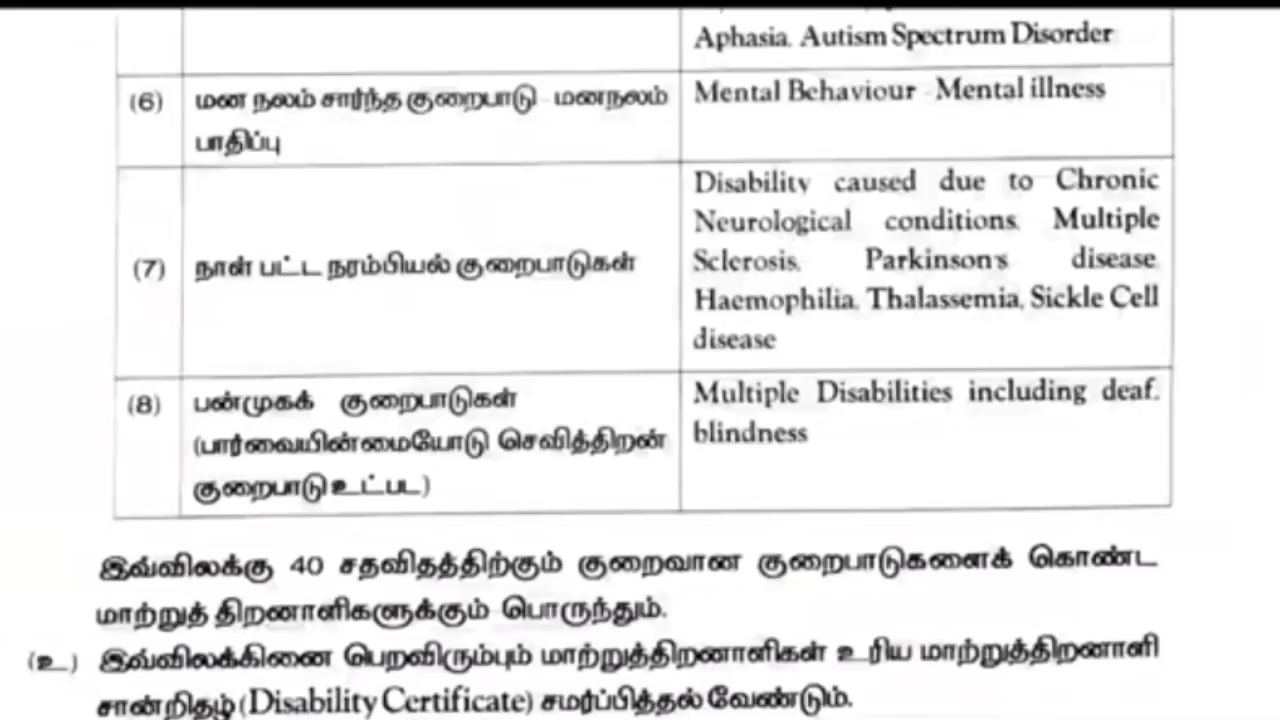 Aphasia, Autism Spectrum Disorder
(6) மன நலம் சார்ந்த குறைபாடு - மனநலம் Mental Behaviour - Mental illness
பாதிப்பு
Disability caused due to Chronic
Neurological conditions, Multiple
(7) நாள் பட்ட நரம்பியல் குறைபாடுகள் Sclerosis, Parkinson's disease,
Haemophilia, Thalassemia, Sickle Cell
disease
(8) பன்முகக் குறைபாடுகள் Multiple Disabilities including deaf,
(பார்வையின்மையோடு செவித்திறன் blindness
குறைபாடு உட்பட)
இவ்விலக்கு 40 சதவிதத்திற்கும் குறைவான குறைபாடுகளைக் கொண்ட
மாற்றுத் திறனாளிகளுக்கும் பொருந்தும்.
(உ) இவ்விலக்கினை பெறவிரும்பும் மாற்றுத்திறனாளிகள் உரிய மாற்றுத்திறனாளி
சான்றிதழ் (Disability Certificate) சமர்ப்பித்தல் வேண்டும்.